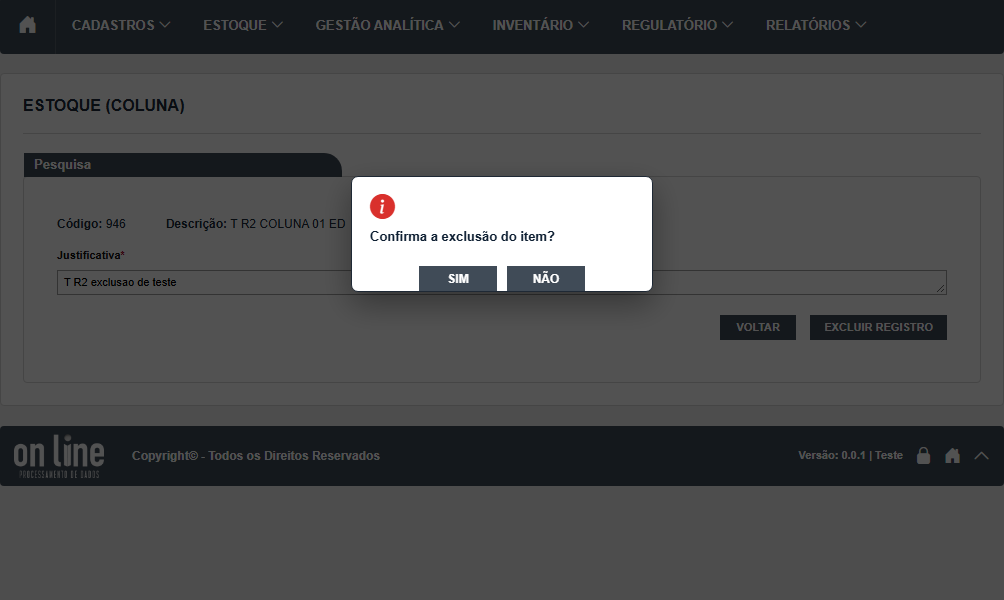 CADASTROS ESTOQUE GESTÃO ANALÍTICA INVENTÁRIO REGULATÓRIO RELATÓRIOS
ESTOQUE (COLUNA)
Pesquisa
Código: 946 Descrição: T R2 COLUNA 01 ED
Justificativa*
T R2 exclusao de teste
i
Confirma a exclusão do item?
SIM NÃO
VOLTAR EXCLUIR REGISTRO
on line
PROCESSAMENTO DE DADOS
Copyright© - Todos os Direitos Reservados
Versão: 0.0.1 | Teste